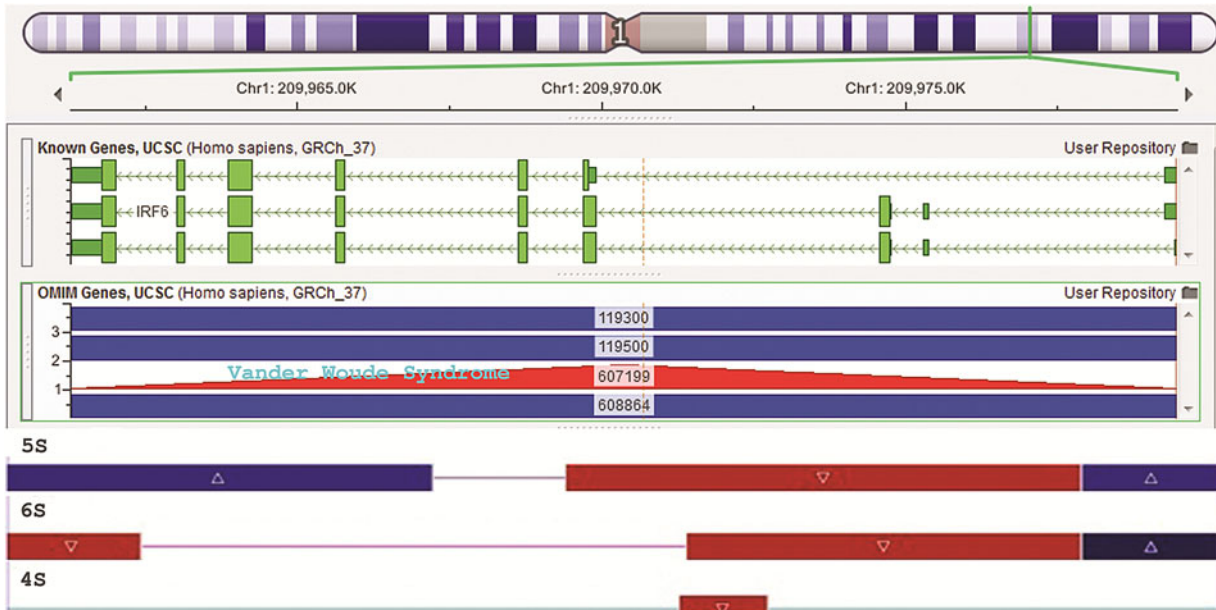 1
Chr1: 209,965.0K Chr1: 209,970.0K Chr1: 209,975.0K
Known Genes, UCSC (Homo sapiens, GRCh_37) User Repository
IRF6
OMIM Genes, UCSC (Homo sapiens, GRCh_37) User Repository
119300
3
119500
2
Vander Woude Syndrome 607199
1
608864
5S
6S
4S